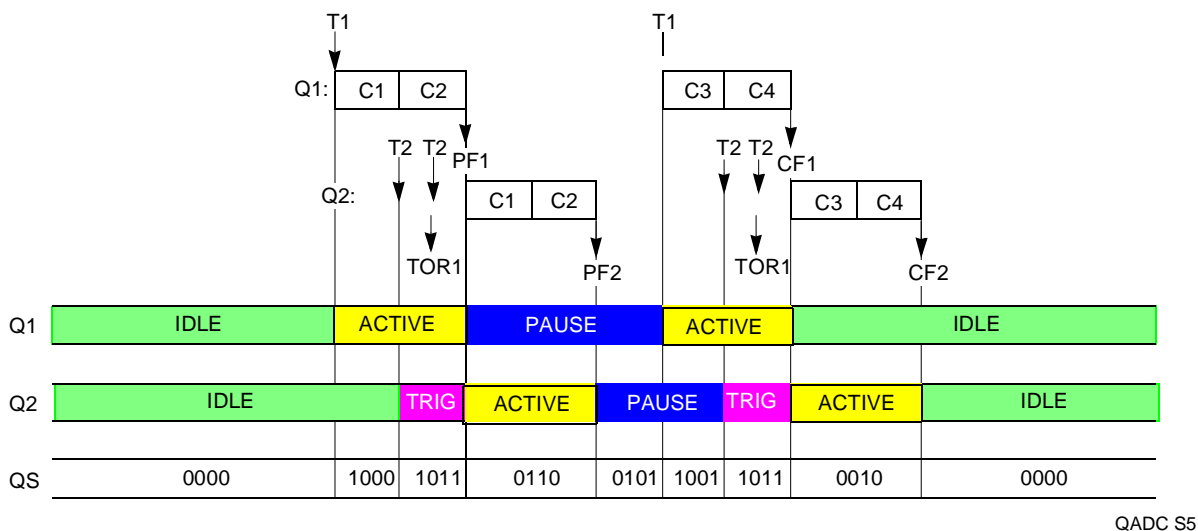 T1 T1
Q1: C1 C2 C3 C4
T2 T2 PF1 T2 T2 CF1
Q2: C1 C2 C3 C4
TOR1 PF2 TOR1 CF2
Q1 IDLE ACTIVE PAUSE ACTIVE IDLE
Q2 IDLE TRIG ACTIVE PAUSE TRIG ACTIVE IDLE
QS 0000 1000 1011 0110 0101 1001 1011 0010 0000
QADC S5